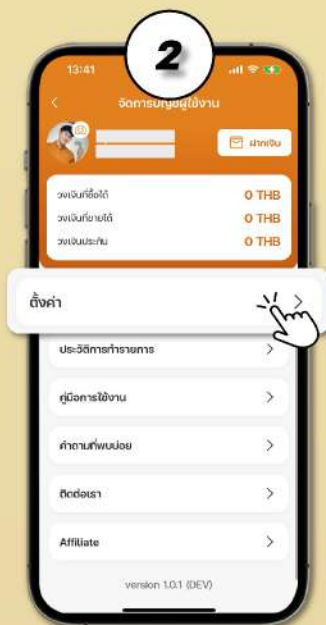 2
13:41
จัดการบัญชีผู้ใช้งาน
ฝากเงิน
วงเงินที่ซื้อได้ 0 THB
วงเงินที่ขายได้ 0 THB
วงเงินประกัน 0 THB
ตั้งค่า
ประวัติการทำรายการ
คู่มือการใช้งาน
คำถามที่พบบ่อย
ติดต่อเรา
Affiliate
version 1.0.1 (DEV)